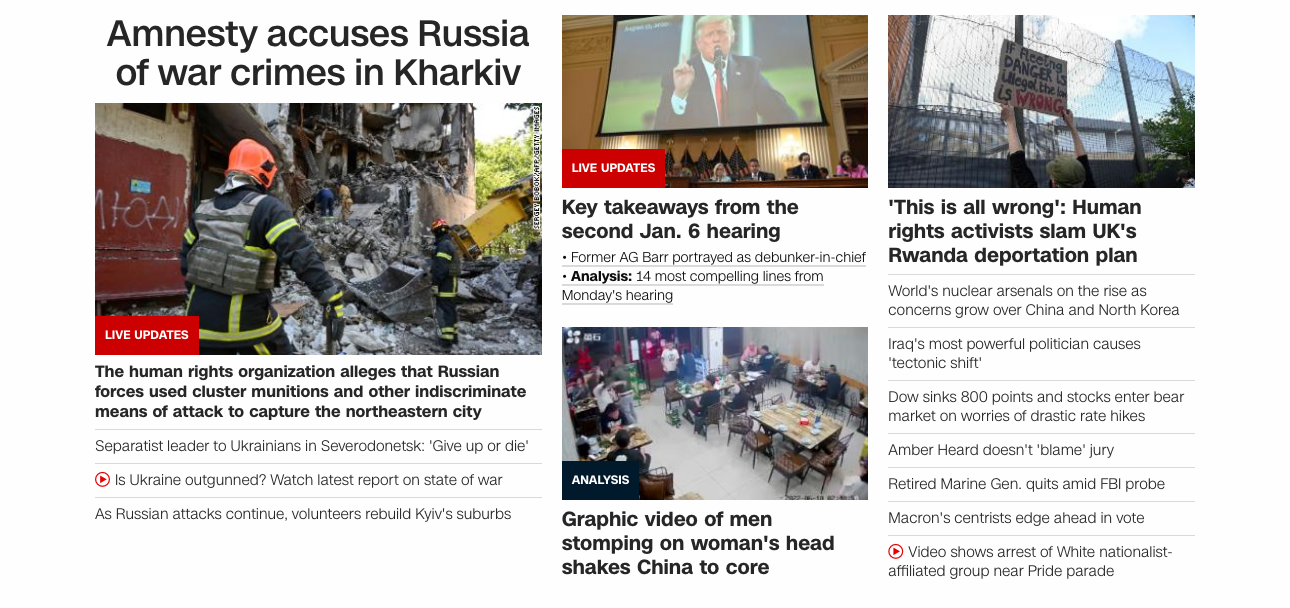 Amnesty accuses Russia
of war crimes in Kharkiv
SERGEY BOBOK/AFP/GETTY IMAGES
LIVE UPDATES
The human rights organization alleges that Russian
forces used cluster munitions and other indiscriminate
means of attack to capture the northeastern city
Separatist leader to Ukrainians in Severodonetsk: 'Give up or die'
Is Ukraine outgunned? Watch latest report on state of war
As Russian attacks continue, volunteers rebuild Kyiv's suburbs
LIVE UPDATES
Key takeaways from the
second Jan. 6 hearing
• Former AG Barr portrayed as debunker-in-chief
• Analysis: 14 most compelling lines from
Monday's hearing
ANALYSIS
Graphic video of men
stomping on woman's head
shakes China to core
If fleeing
DANGER is
illegal, the law
is WRONG
'This is all wrong': Human
rights activists slam UK's
Rwanda deportation plan
World's nuclear arsenals on the rise as
concerns grow over China and North Korea
Iraq's most powerful politician causes
'tectonic shift'
Dow sinks 800 points and stocks enter bear
market on worries of drastic rate hikes
Amber Heard doesn't 'blame' jury
Retired Marine Gen. quits amid FBI probe
Macron's centrists edge ahead in vote
Video shows arrest of White nationalist-
affiliated group near Pride parade